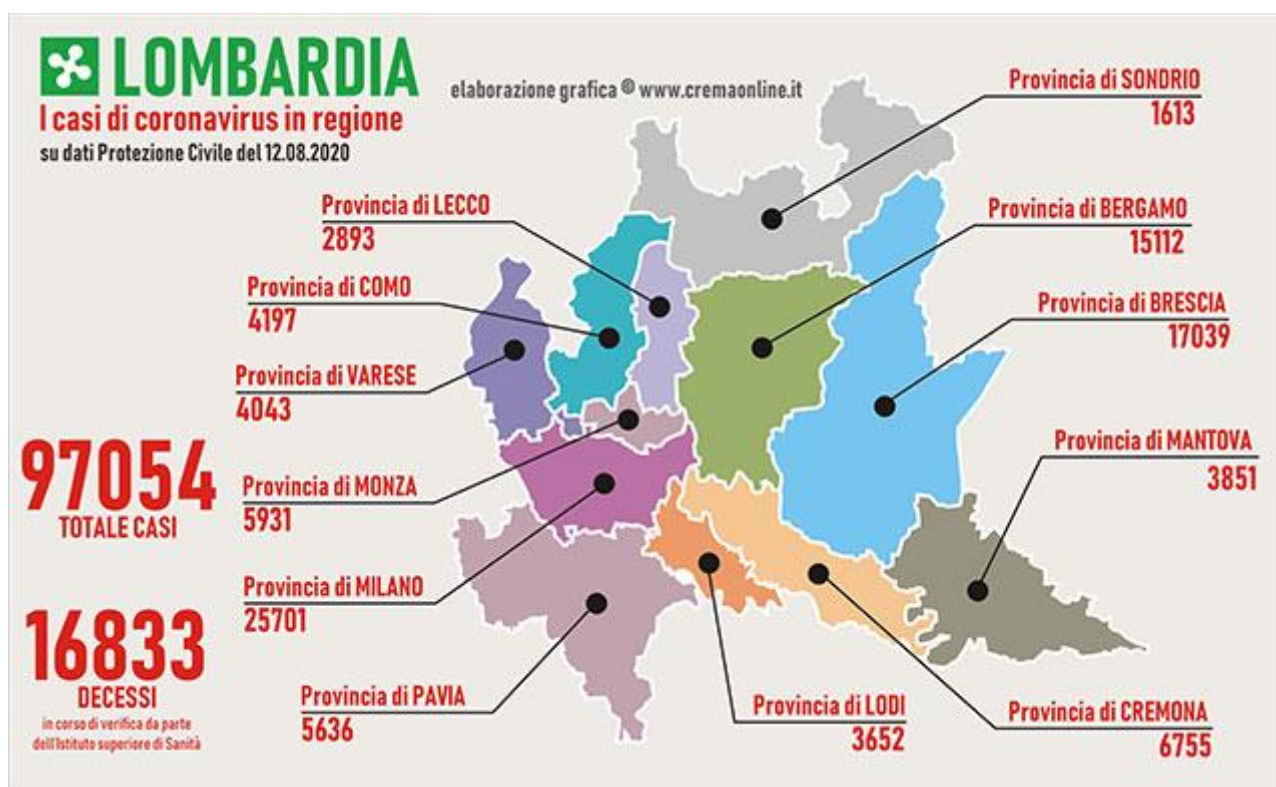 LOMBARDIA
I casi di coronavirus in regione
su dati Protezione Civile del 12.08.2020
elaborazione grafica © www.cremaonline.it
Provincia di SONDRIO
1613
Provincia di LECCO
2893
Provincia di BERGAMO
15112
Provincia di COMO
4197
Provincia di BRESCIA
17039
Provincia di VARESE
4043
Provincia di MANTOVA
3851
97054
TOTALE CASI
Provincia di MONZA
5931
Provincia di MILANO
25701
16833
DECESSI
in corso di verifica da parte
dell'Istituto superiore di Sanità
Provincia di PAVIA
5636
Provincia di LODI
3652
Provincia di CREMONA
6755